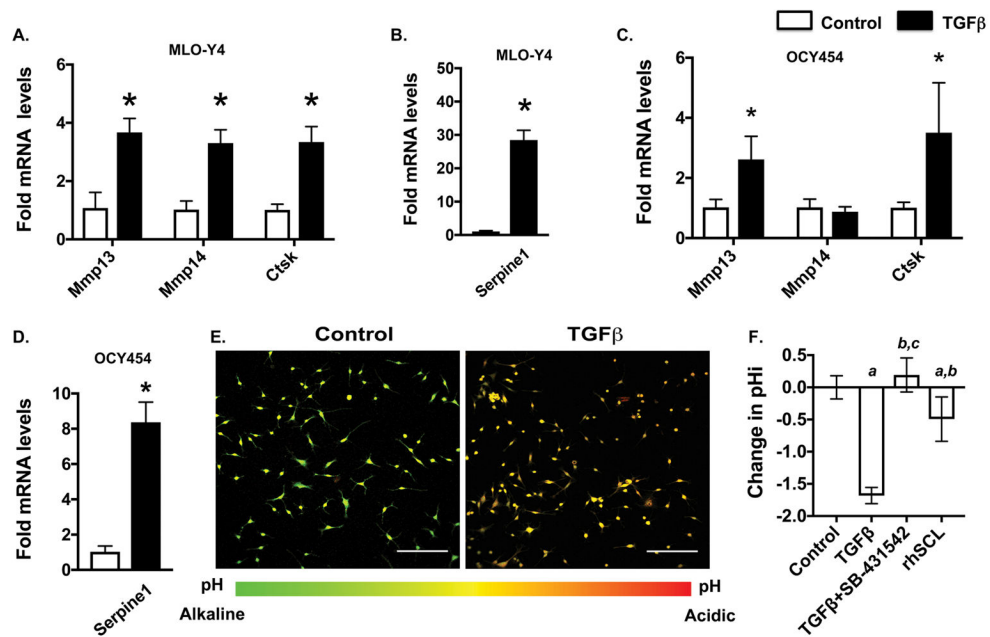 Control TGFβ
A.
MLO-Y4
Fold mRNA levels
6
4
2
0
*
*
*
Mmp13
Mmp14
Ctsk
B.
MLO-Y4
Fold mRNA levels
50
40
30
20
10
0
*
Serpine1
C.
OCY454
Fold mRNA levels
6
4
2
0
*
*
Mmp13
Mmp14
Ctsk
D.
OCY454
Fold mRNA levels
10
8
6
4
2
0
*
Serpine1
E.
Control
TGFβ
pH
Alkaline
pH
Acidic
F.
Change in pHi
0.5
0.0
-0.5
-1.0
-1.5
-2.0
a
b,c
a,b
Control
TGFβ
TGFβ+SB-431542
rhSCL